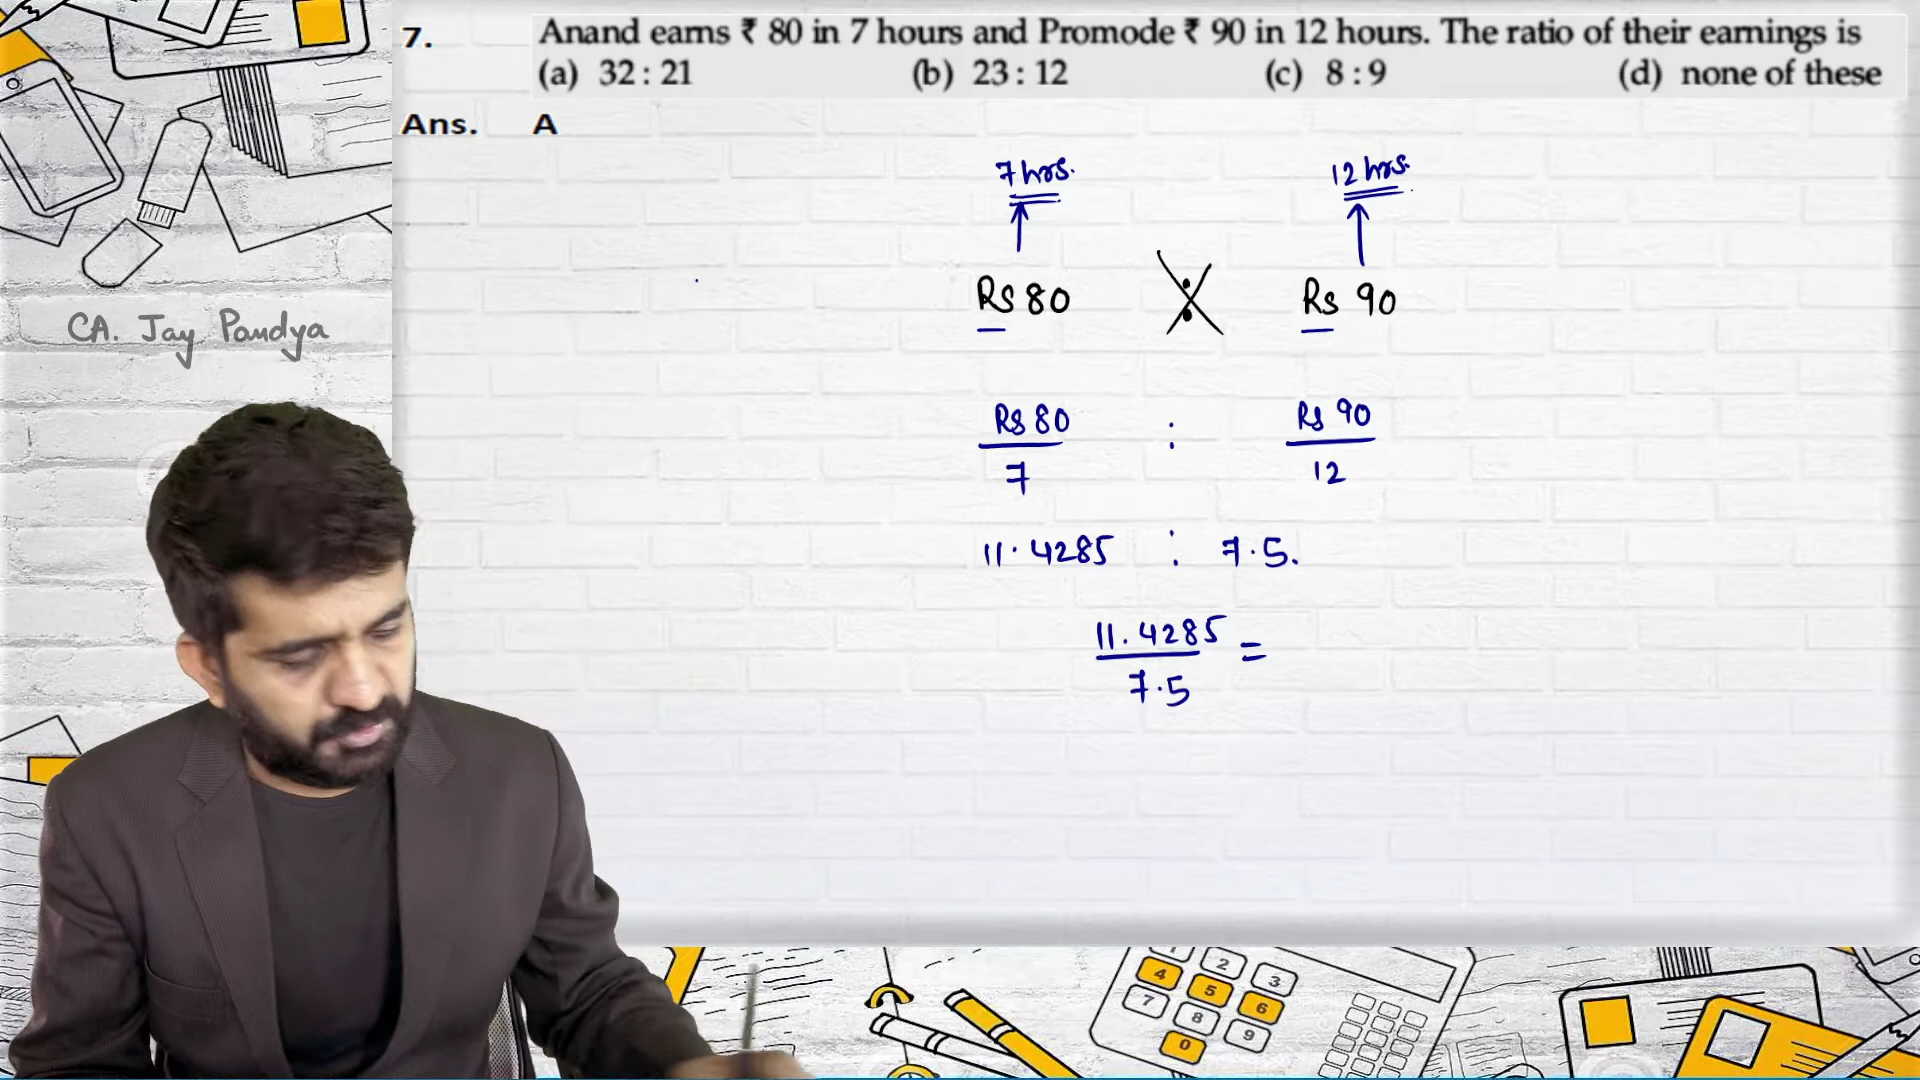 7. Anand earns ₹ 80 in 7 hours and Promode ₹ 90 in 12 hours. The ratio of their earnings is
(a) 32 : 21 (b) 23 : 12 (c) 8 : 9 (d) none of these
Ans. A
7 hrs. 12 hrs.
Rs 80 : Rs 90
CA. Jay Pandya
Rs 80 : Rs 90
7 12
11.4285 : 7.5.
11.4285 =
7.5
1 2 3
4 5 6
7 8 9
0